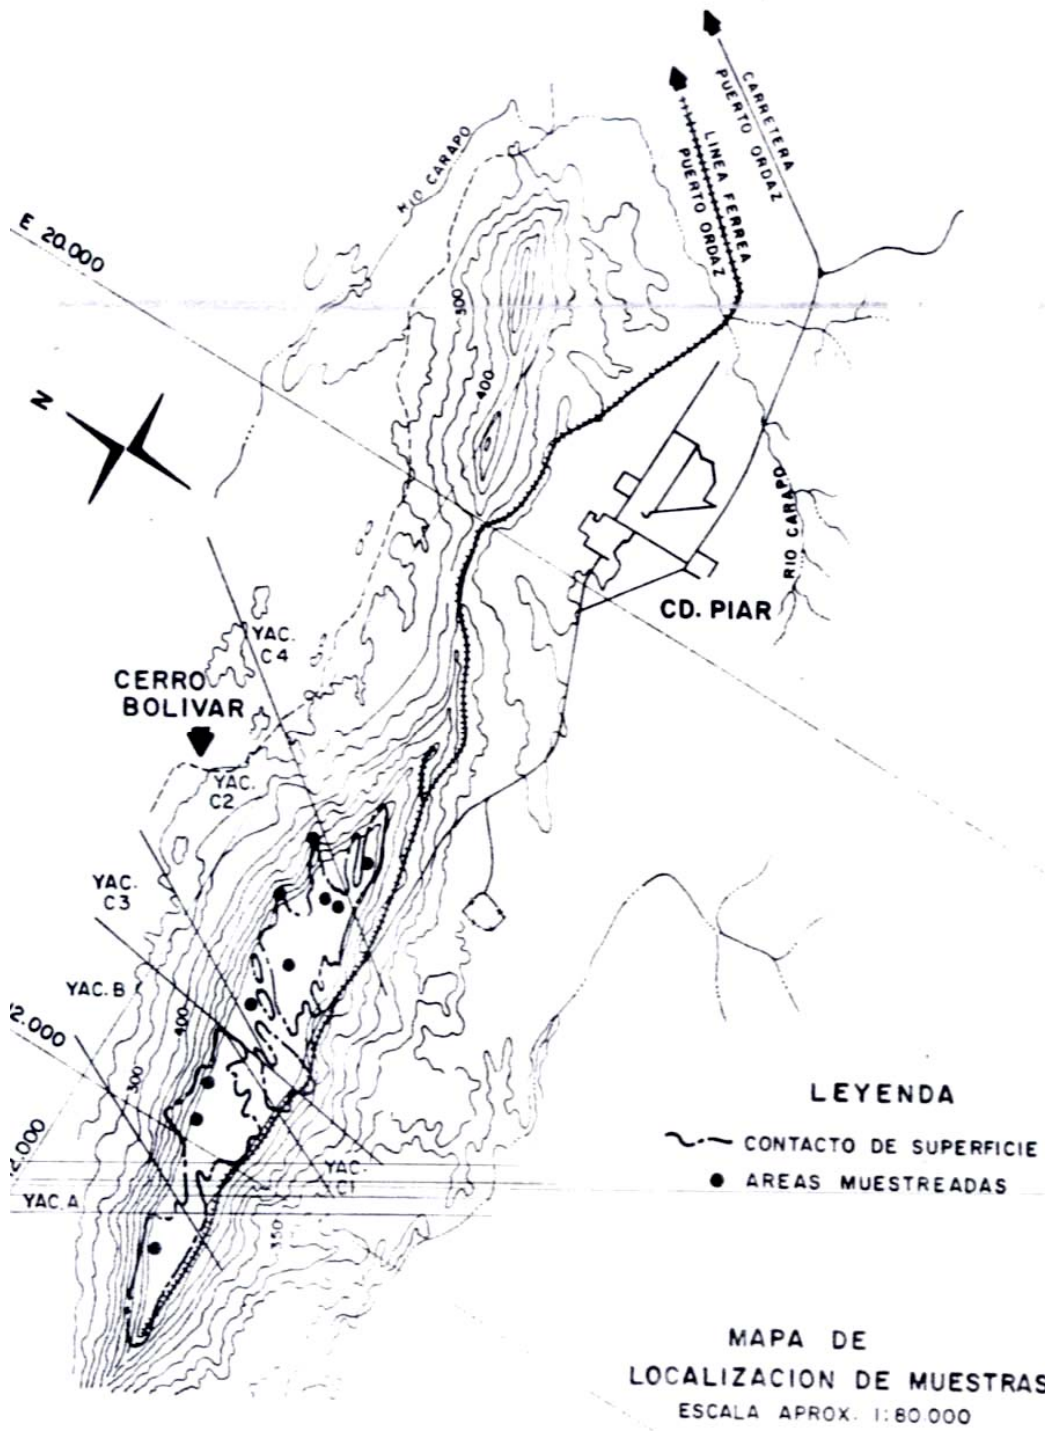 CARRETERA
PUERTO ORDAZ
LINEA FERREA
PUERTO ORDAZ
RIO CARAPO
E 20.000
300
400
N
RIO CARAPO
CD. PIAR
YAC.
C4
CERRO
BOLIVAR
YAC.
C2
YAC.
C3
YAC. B
400
300
YAC.
C1
YAC. A
350
LEYENDA
CONTACTO DE SUPERFICIE
AREAS MUESTREADAS
MAPA DE
LOCALIZACION DE MUESTRAS
ESCALA APROX. 1:80.000